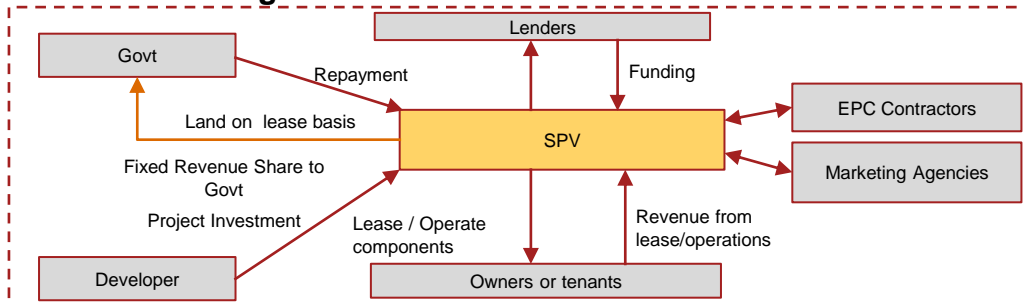 Lenders
Govt
Repayment
Funding
EPC Contractors
Land on lease basis
SPV
Marketing Agencies
Fixed Revenue Share to
Govt
Project Investment
Lease / Operate
components
Revenue from
lease/operations
Developer
Owners or tenants